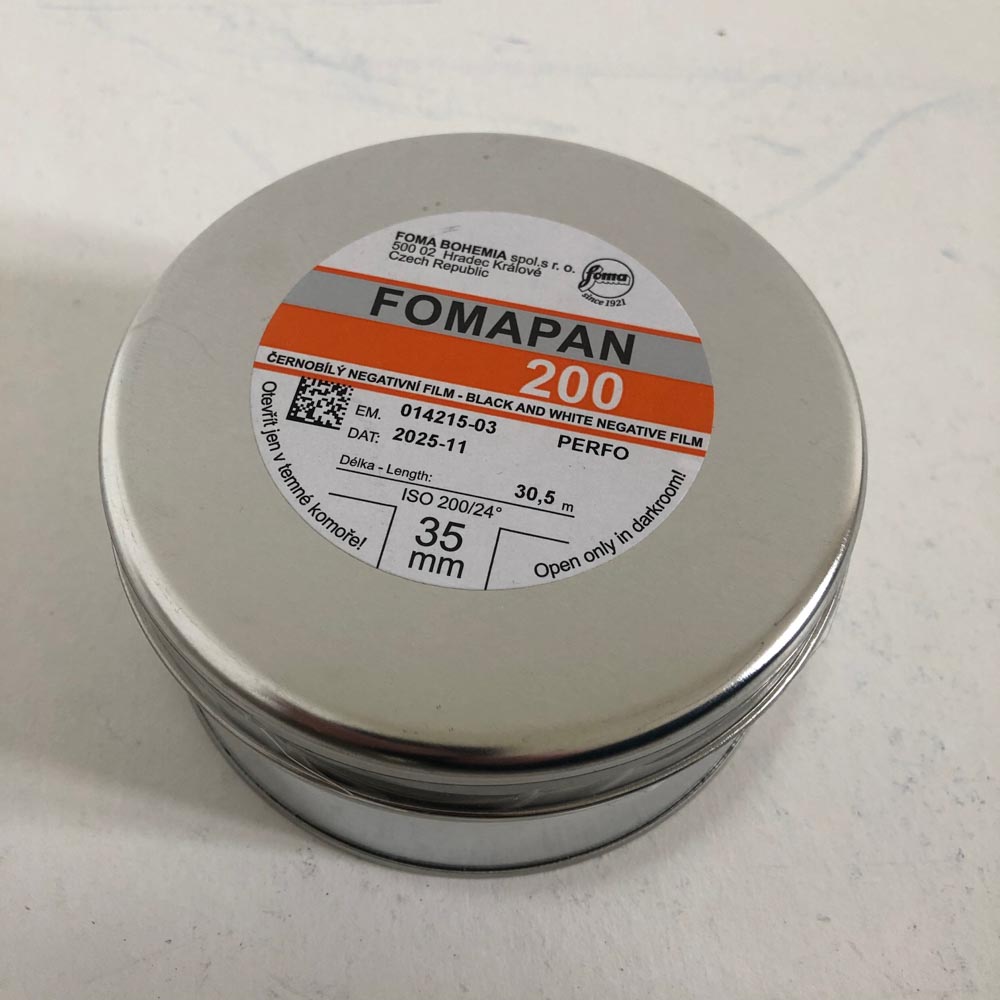 FOMA BOHEMIA spol.s r. o.
500 02 Hradec Králové
Czech Republic
foma
since 1921
FOMAPAN
200
ČERNOBÍLÝ NEGATIVNÍ FILM - BLACK AND WHITE NEGATIVE FILM
EM. 014215-03
DAT: 2025-11
PERFO
Délka - Length: 30,5 m
ISO 200/24°
35
mm
Otevřít jen v temné komoře!
Open only in darkroom!